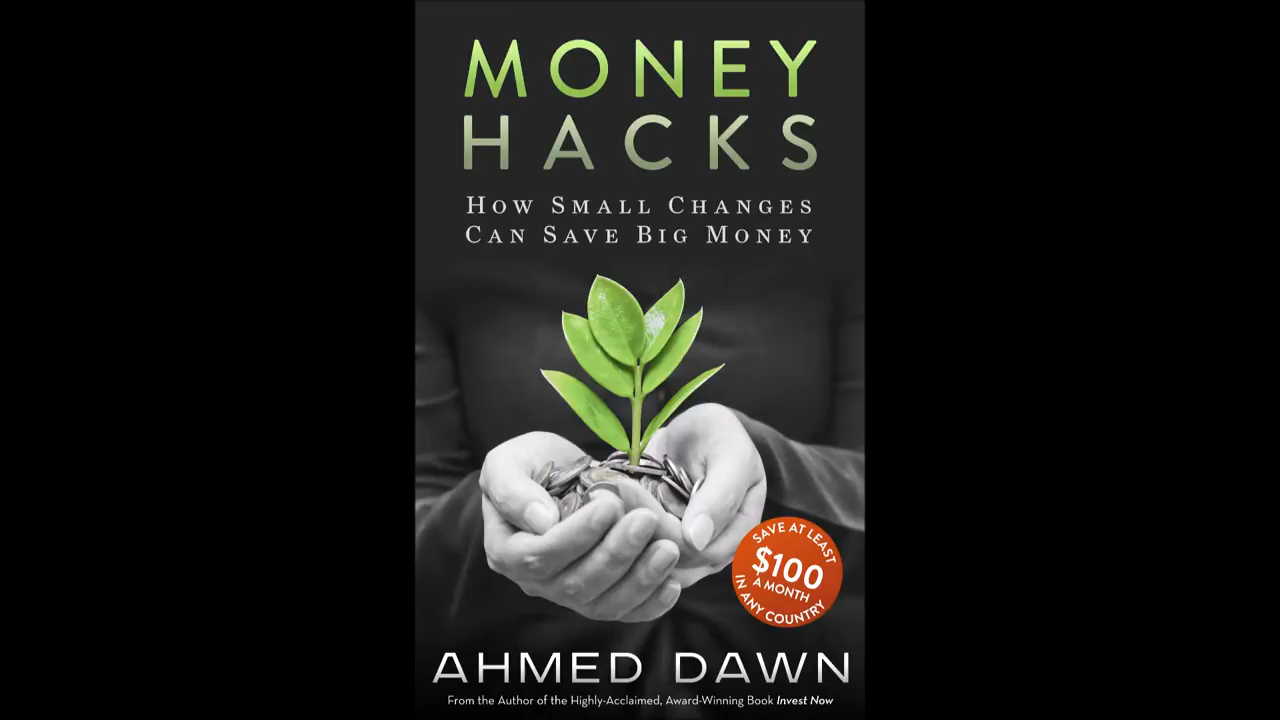 MONEY
HACKS
HOW SMALL CHANGES
CAN SAVE BIG MONEY
SAVE AT LEAST
$100
A MONTH
IN ANY COUNTRY
AHMED DAWN
From the Author of the Highly-Acclaimed, Award-Winning Book Invest Now